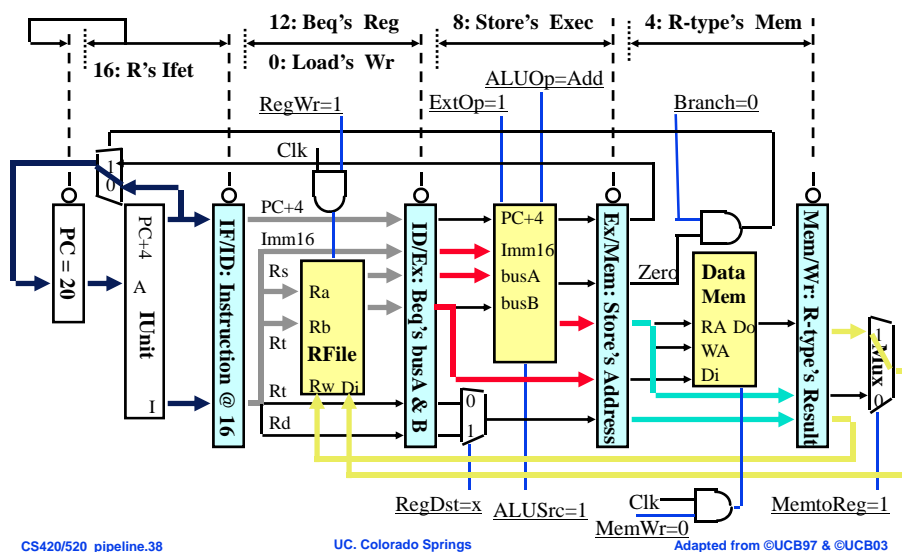 12: Beq's Reg
8: Store's Exec
4: R-type's Mem
16: R's Ifet
0: Load's Wr
ALUOp=Add
RegWr=1
ExtOp=1
Branch=0
Clk
1
0
PC+4
PC = 20
PC+4
A
IUnit
I
IF/ID: Instruction @ 16
Imm16
Rs
Ra
Rb
Rt
RFile
Rt
Rw Di
Rd
ID/Ex: Beq's busA & B
PC+4
Imm16
busA
busB
0
1
Ex/Mem: Store's Address
Zero
Data
Mem
RA Do
WA
Di
Mem/Wr: R-type's Result
1
Mux
0
RegDst=x
ALUSrc=1
Clk
MemWr=0
MemtoReg=1
CS420/520 pipeline.38
UC. Colorado Springs
Adapted from ©UCB97 & ©UCB03